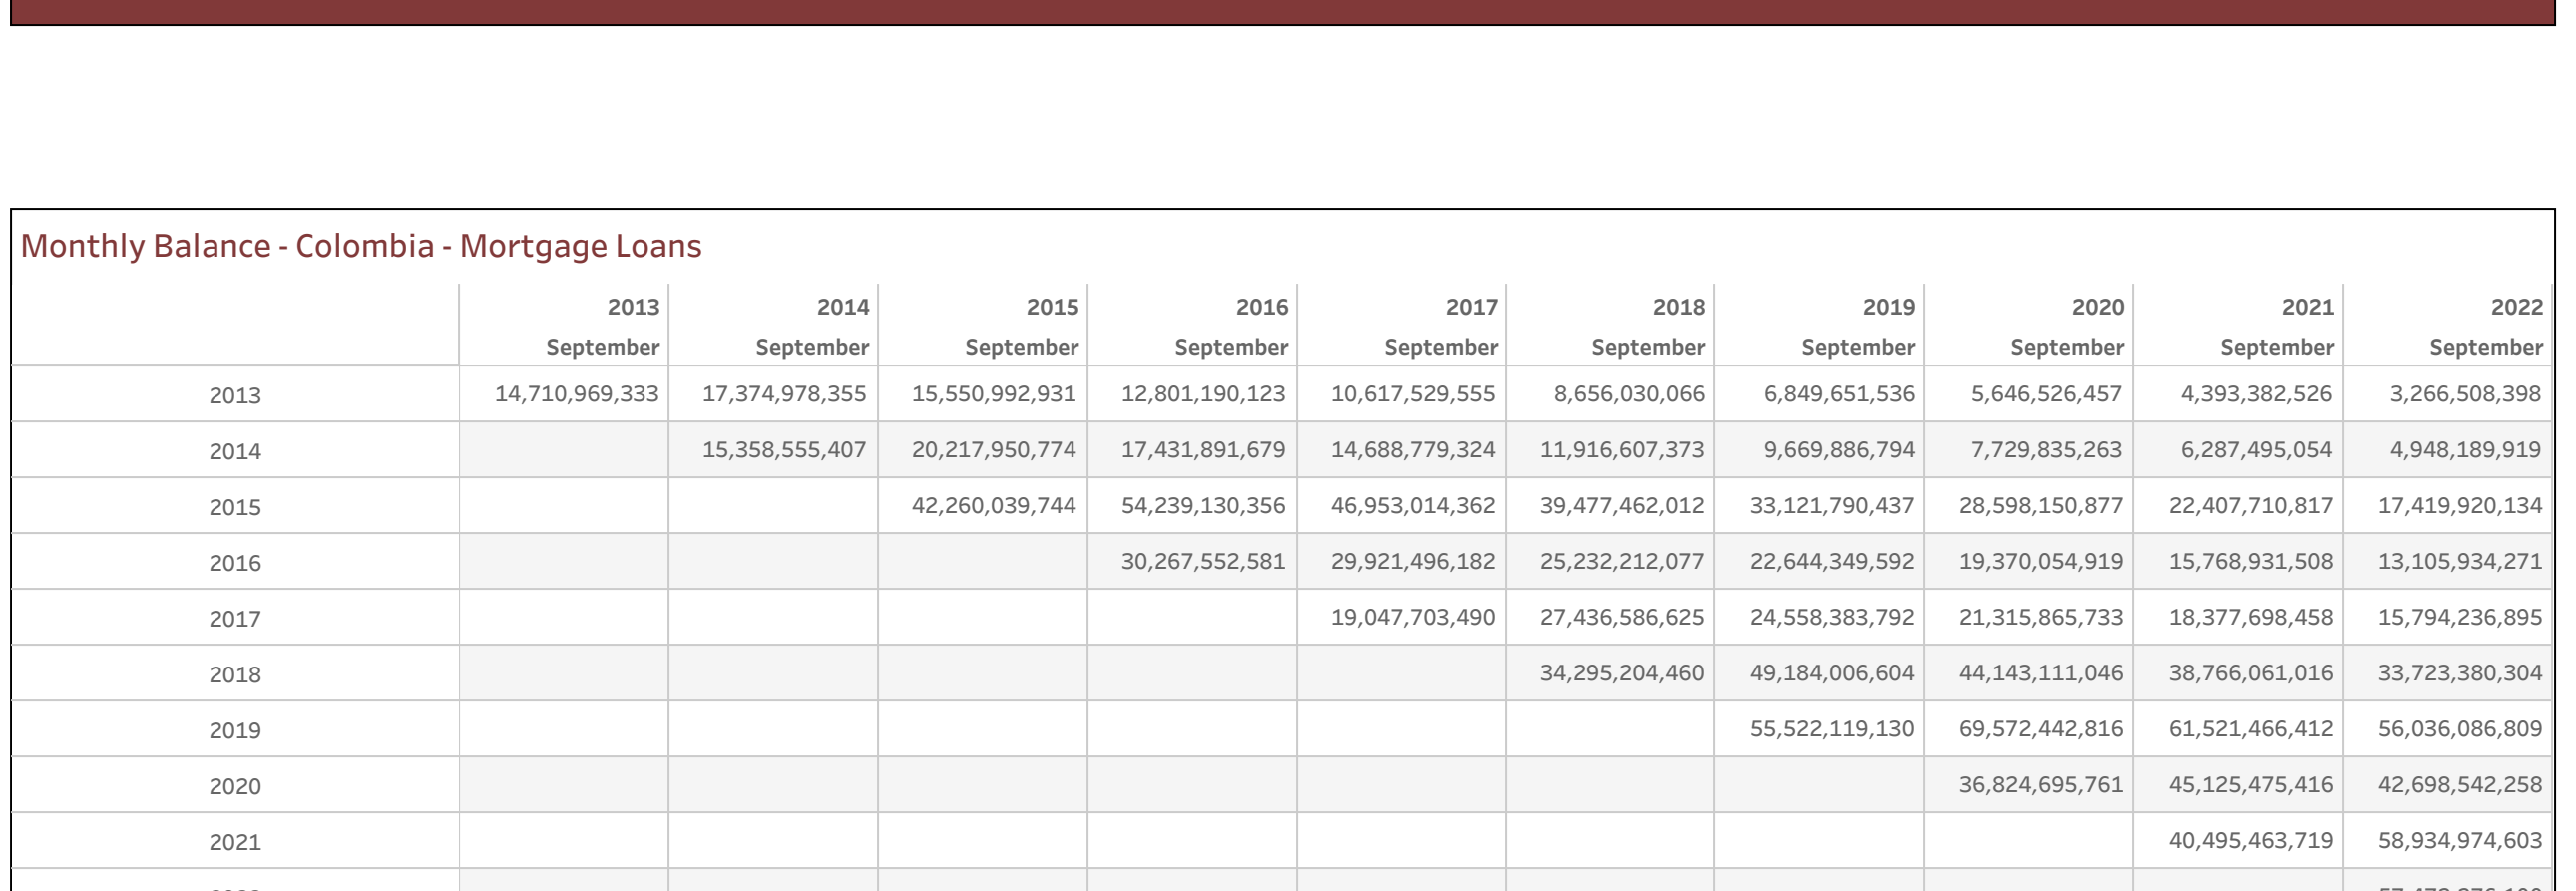 Monthly Balance - Colombia - Mortgage Loans
2013 2014 2015 2016 2017 2018 2019 2020 2021 2022
September September September September September September September September September September
2013 14,710,969,333 17,374,978,355 15,550,992,931 12,801,190,123 10,617,529,555 8,656,030,066 6,849,651,536 5,646,526,457 4,393,382,526 3,266,508,398
2014 15,358,555,407 20,217,950,774 17,431,891,679 14,688,779,324 11,916,607,373 9,669,886,794 7,729,835,263 6,287,495,054 4,948,189,919
2015 42,260,039,744 54,239,130,356 46,953,014,362 39,477,462,012 33,121,790,437 28,598,150,877 22,407,710,817 17,419,920,134
2016 30,267,552,581 29,921,496,182 25,232,212,077 22,644,349,592 19,370,054,919 15,768,931,508 13,105,934,271
2017 19,047,703,490 27,436,586,625 24,558,383,792 21,315,865,733 18,377,698,458 15,794,236,895
2018 34,295,204,460 49,184,006,604 44,143,111,046 38,766,061,016 33,723,380,304
2019 55,522,119,130 69,572,442,816 61,521,466,412 56,036,086,809
2020 36,824,695,761 45,125,475,416 42,698,542,258
2021 40,495,463,719 58,934,974,603